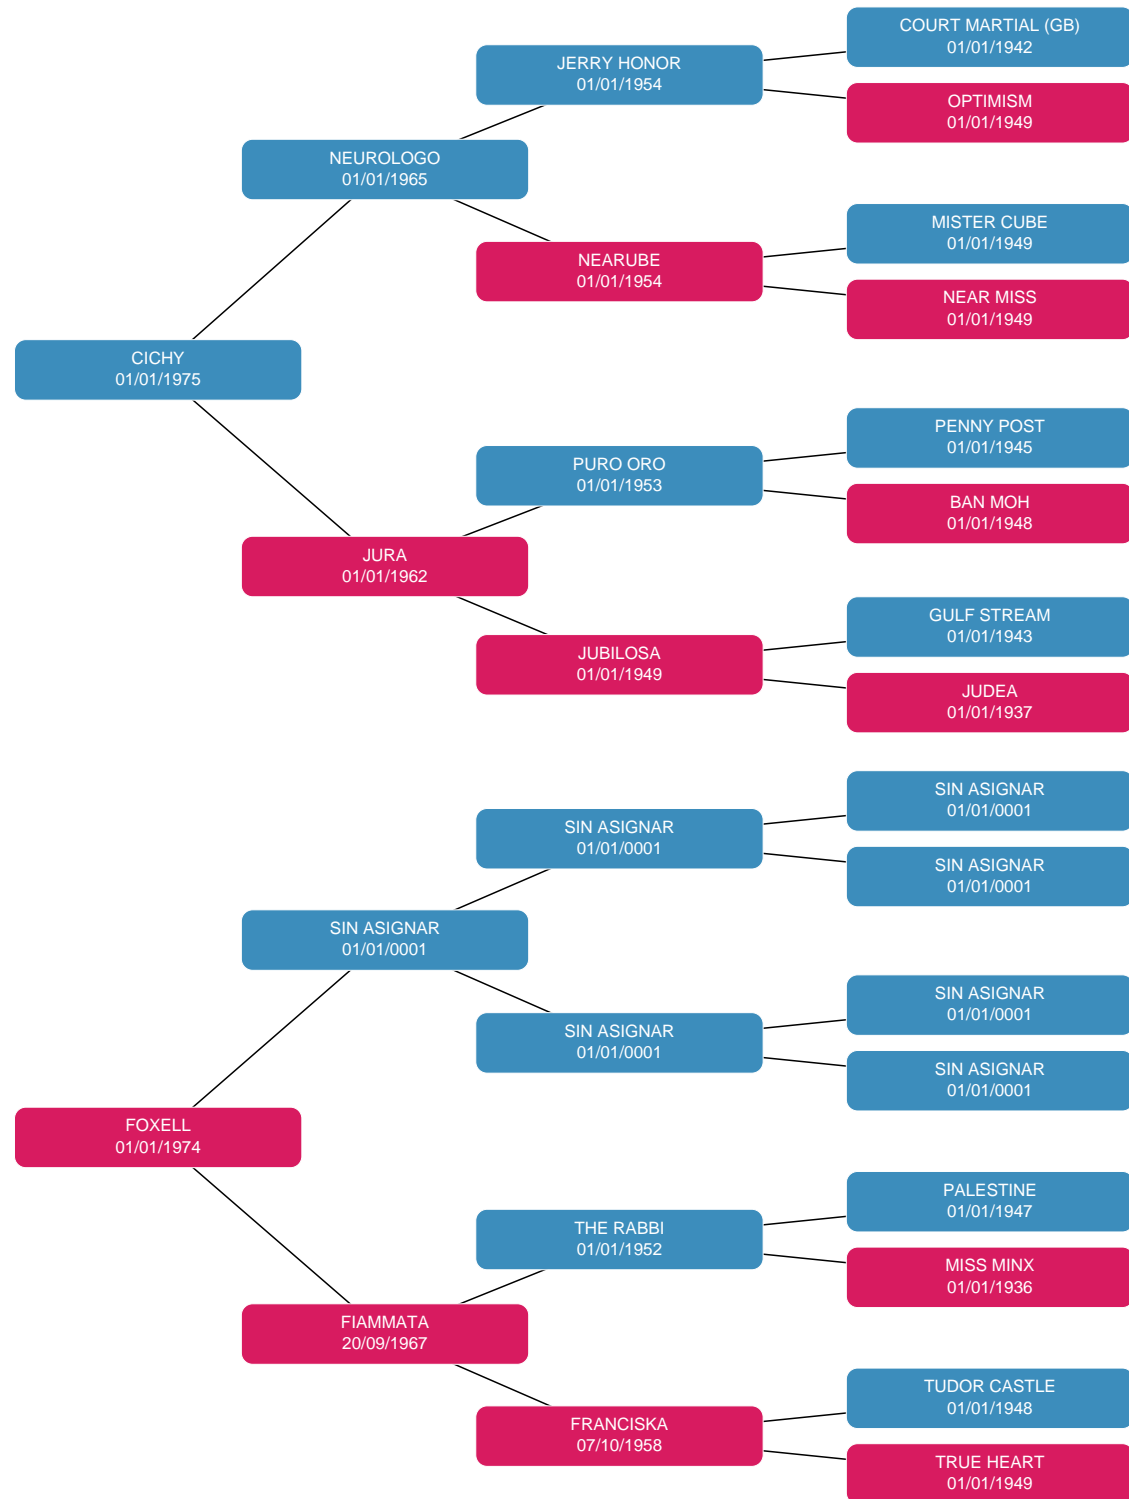 COURT MARTIAL (GB)
01/01/1942
JERRY HONOR
01/01/1954
OPTIMISM
01/01/1949
NEUROLOGO
01/01/1965
MISTER CUBE
01/01/1949
NEARUBE
01/01/1954
NEAR MISS
01/01/1949
CICHY
01/01/1975
PENNY POST
01/01/1945
PURO ORO
01/01/1953
BAN MOH
01/01/1948
JURA
01/01/1962
GULF STREAM
01/01/1943
JUBILOSA
01/01/1949
JUDEA
01/01/1937
SIN ASIGNAR
01/01/0001
SIN ASIGNAR
01/01/0001
SIN ASIGNAR
01/01/0001
SIN ASIGNAR
01/01/0001
SIN ASIGNAR
01/01/0001
SIN ASIGNAR
01/01/0001
SIN ASIGNAR
01/01/0001
FOXELL
01/01/1974
PALESTINE
01/01/1947
THE RABBI
01/01/1952
MISS MINX
01/01/1936
FIAMMATA
20/09/1967
TUDOR CASTLE
01/01/1948
FRANCISKA
07/10/1958
TRUE HEART
01/01/1949